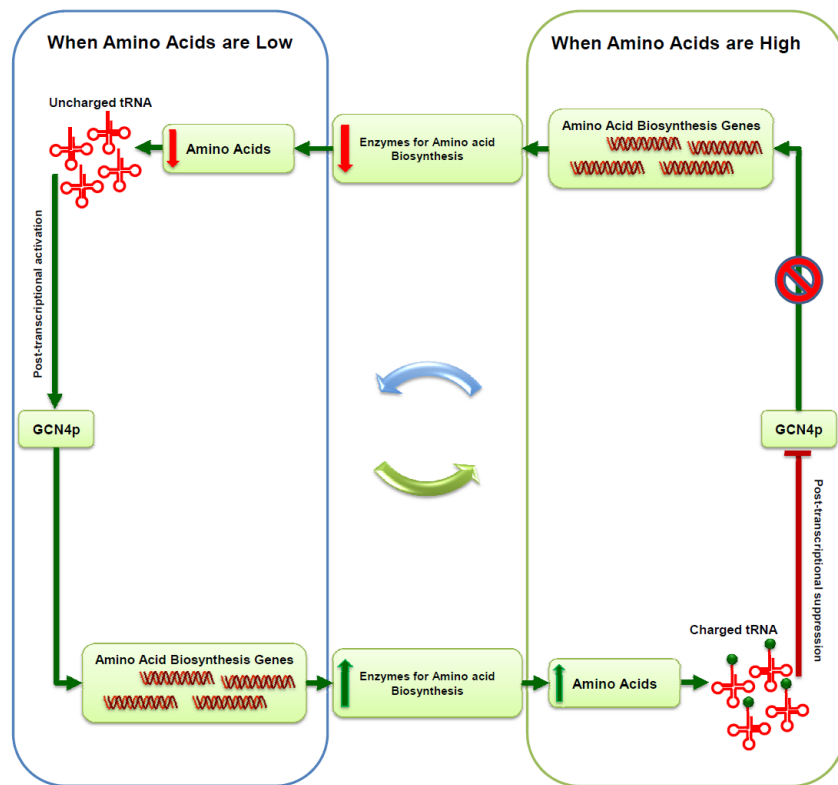 When Amino Acids are Low
When Amino Acids are High
Uncharged tRNA
Amino Acids
Enzymes for Amino acid
Biosynthesis
Amino Acid Biosynthesis Genes
Post-transcriptional activation
GCN4p
GCN4p
Post-transcriptional suppression
Charged tRNA
Amino Acid Biosynthesis Genes
Enzymes for Amino acid
Biosynthesis
Amino Acids